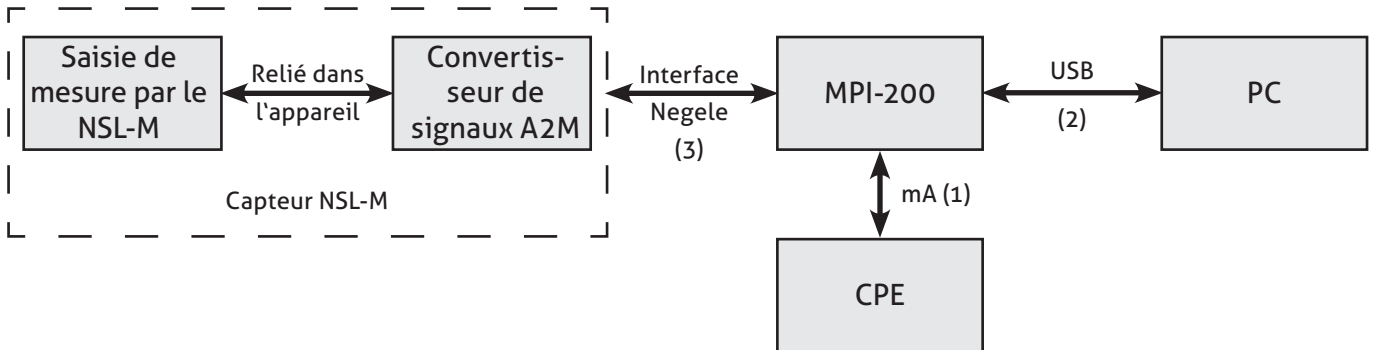 Saisie de
mesure par le
NSL-M
Relié dans
l'appareil
Convertis-
seur de
signaux A2M
Capteur NSL-M
Interface
Negele
(3)
MPI-200
USB
(2)
PC
mA (1)
CPE